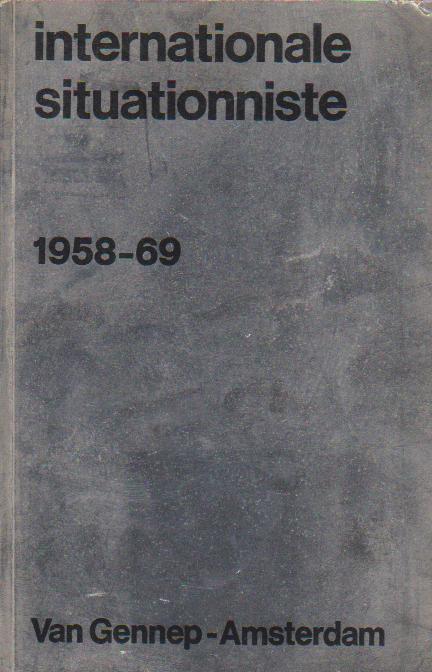 internationale
situationniste
1958-69
Van Gennep-Amsterdam